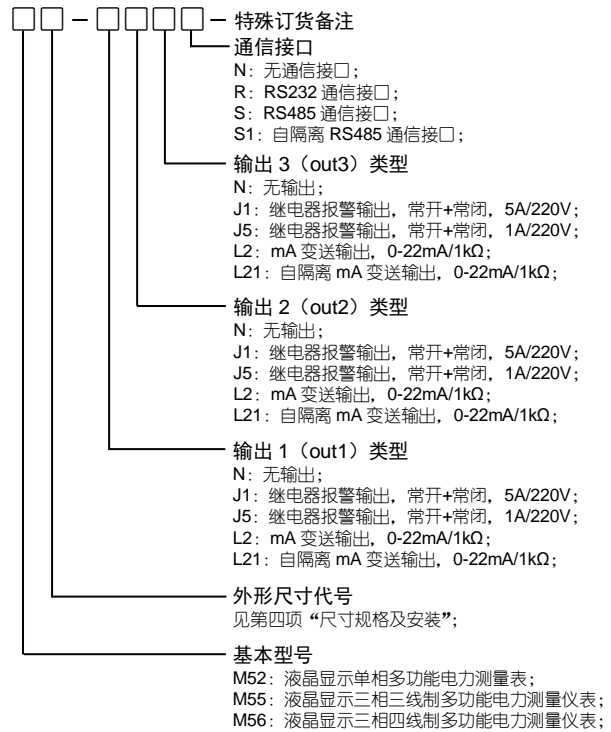 □□－□□□□－特殊订货备注
通信接口
N：无通信接口；
R：RS232 通信接口；
S：RS485 通信接口；
S1：自隔离 RS485 通信接口；
输出 3（out3）类型
N：无输出；
J1：继电器报警输出，常开+常闭，5A/220V；
J5：继电器报警输出，常开+常闭，1A/220V；
L2：mA 变送输出，0-22mA/1kΩ；
L21：自隔离 mA 变送输出，0-22mA/1kΩ；
输出 2（out2）类型
N：无输出；
J1：继电器报警输出，常开+常闭，5A/220V；
J5：继电器报警输出，常开+常闭，1A/220V；
L2：mA 变送输出，0-22mA/1kΩ；
L21：自隔离 mA 变送输出，0-22mA/1kΩ；
输出 1（out1）类型
N：无输出；
J1：继电器报警输出，常开+常闭，5A/220V；
J5：继电器报警输出，常开+常闭，1A/220V；
L2：mA 变送输出，0-22mA/1kΩ；
L21：自隔离 mA 变送输出，0-22mA/1kΩ；
外形尺寸代号
见第四项“尺寸规格及安装”；
基本型号
M52：液晶显示单相多功能电力测量表；
M55：液晶显示三相三线制多功能电力测量仪表；
M56：液晶显示三相四线制多功能电力测量仪表；